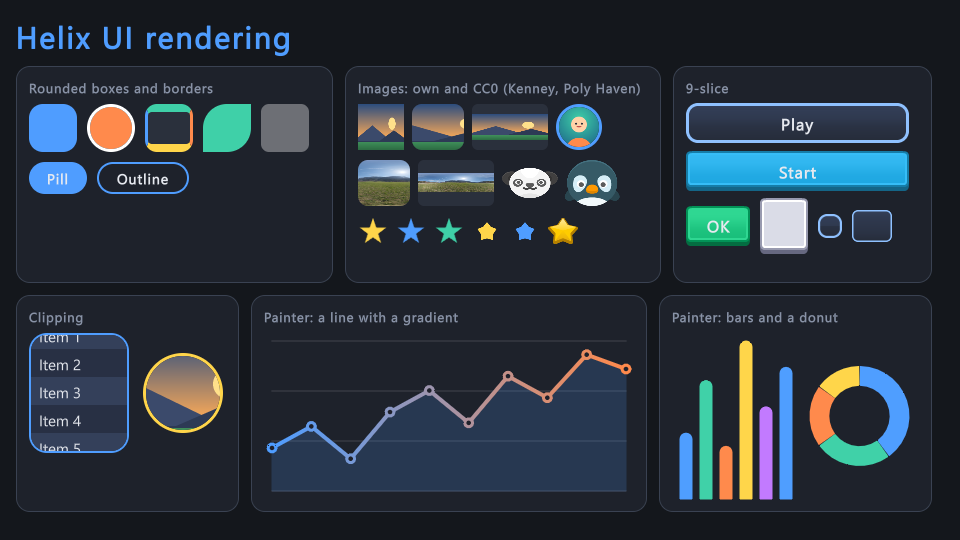 Helix UI rendering
Rounded boxes and borders
Pill
Outline
Images: own and CC0 (Kenney, Poly Haven)
9-slice
Play
Start
OK
Clipping
Item 1
Item 2
Item 3
Item 4
Item 5
Painter: a line with a gradient
Painter: bars and a donut